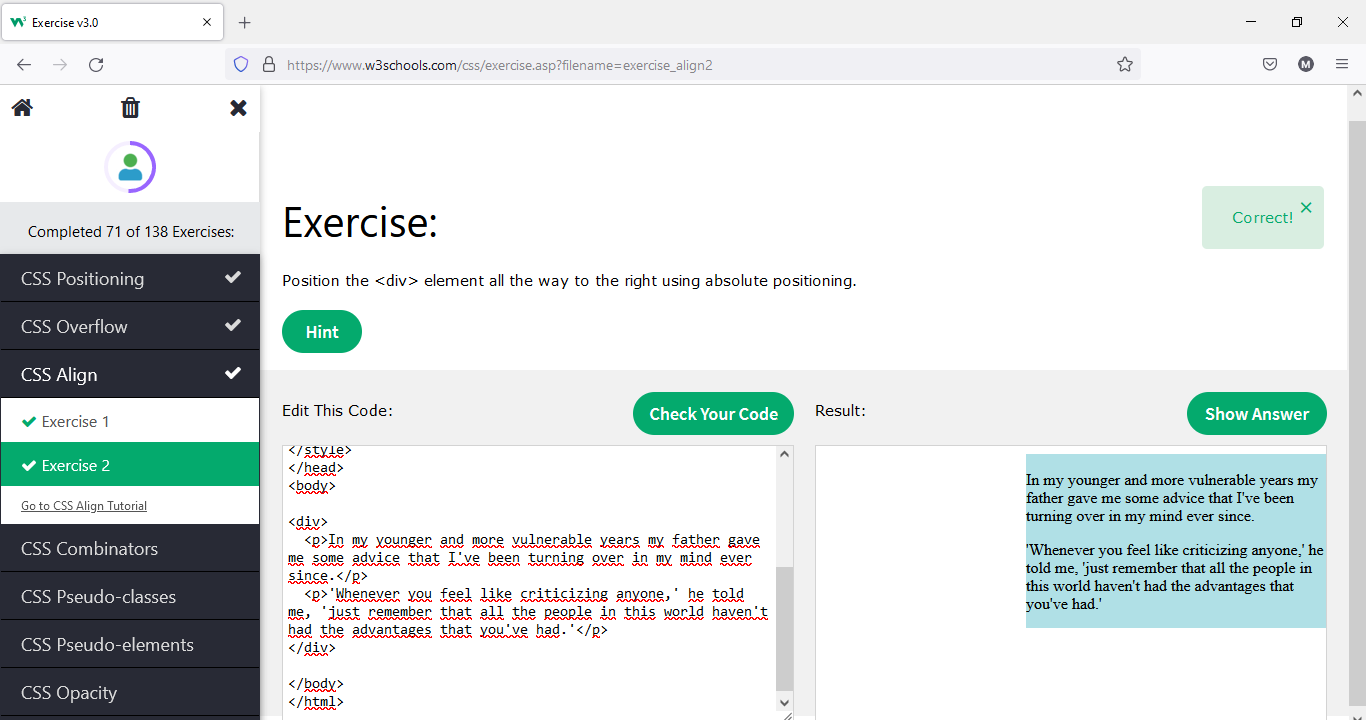 Exercise v3.0
https://www.w3schools.com/css/exercise.asp?filename=exercise_align2
M
Completed 71 of 138 Exercises:
CSS Positioning
CSS Overflow
CSS Align
Exercise 1
Exercise 2
Go to CSS Align Tutorial
CSS Combinators
CSS Pseudo-classes
CSS Pseudo-elements
CSS Opacity
Exercise:
Correct!
Position the <div> element all the way to the right using absolute positioning.
Hint
Edit This Code:
Check Your Code
</style>
</head>
<body>
<div>
<p>In my younger and more vulnerable years my father gave
me some advice that I've been turning over in my mind ever
since.</p>
<p>'Whenever you feel like criticizing anyone,' he told
me, 'just remember that all the people in this world haven't
had the advantages that you've had.'</p>
</div>
</body>
</html>
Result:
Show Answer
In my younger and more vulnerable years my
father gave me some advice that I've been
turning over in my mind ever since.
'Whenever you feel like criticizing anyone,' he
told me, 'just remember that all the people in
this world haven't had the advantages that
you've had.'